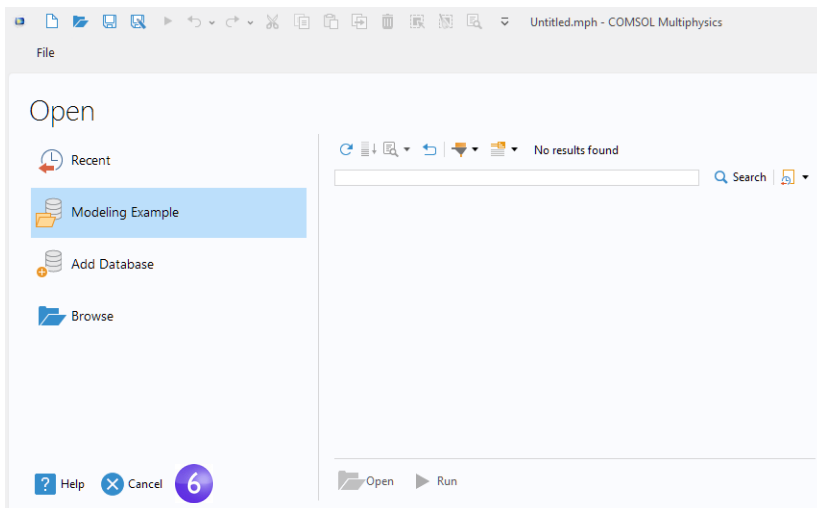 Untitled.mph - COMSOL Multiphysics
File
Open
Recent
Modeling Example
Add Database
Browse
No results found
Search
Help
Cancel
6
Open
Run